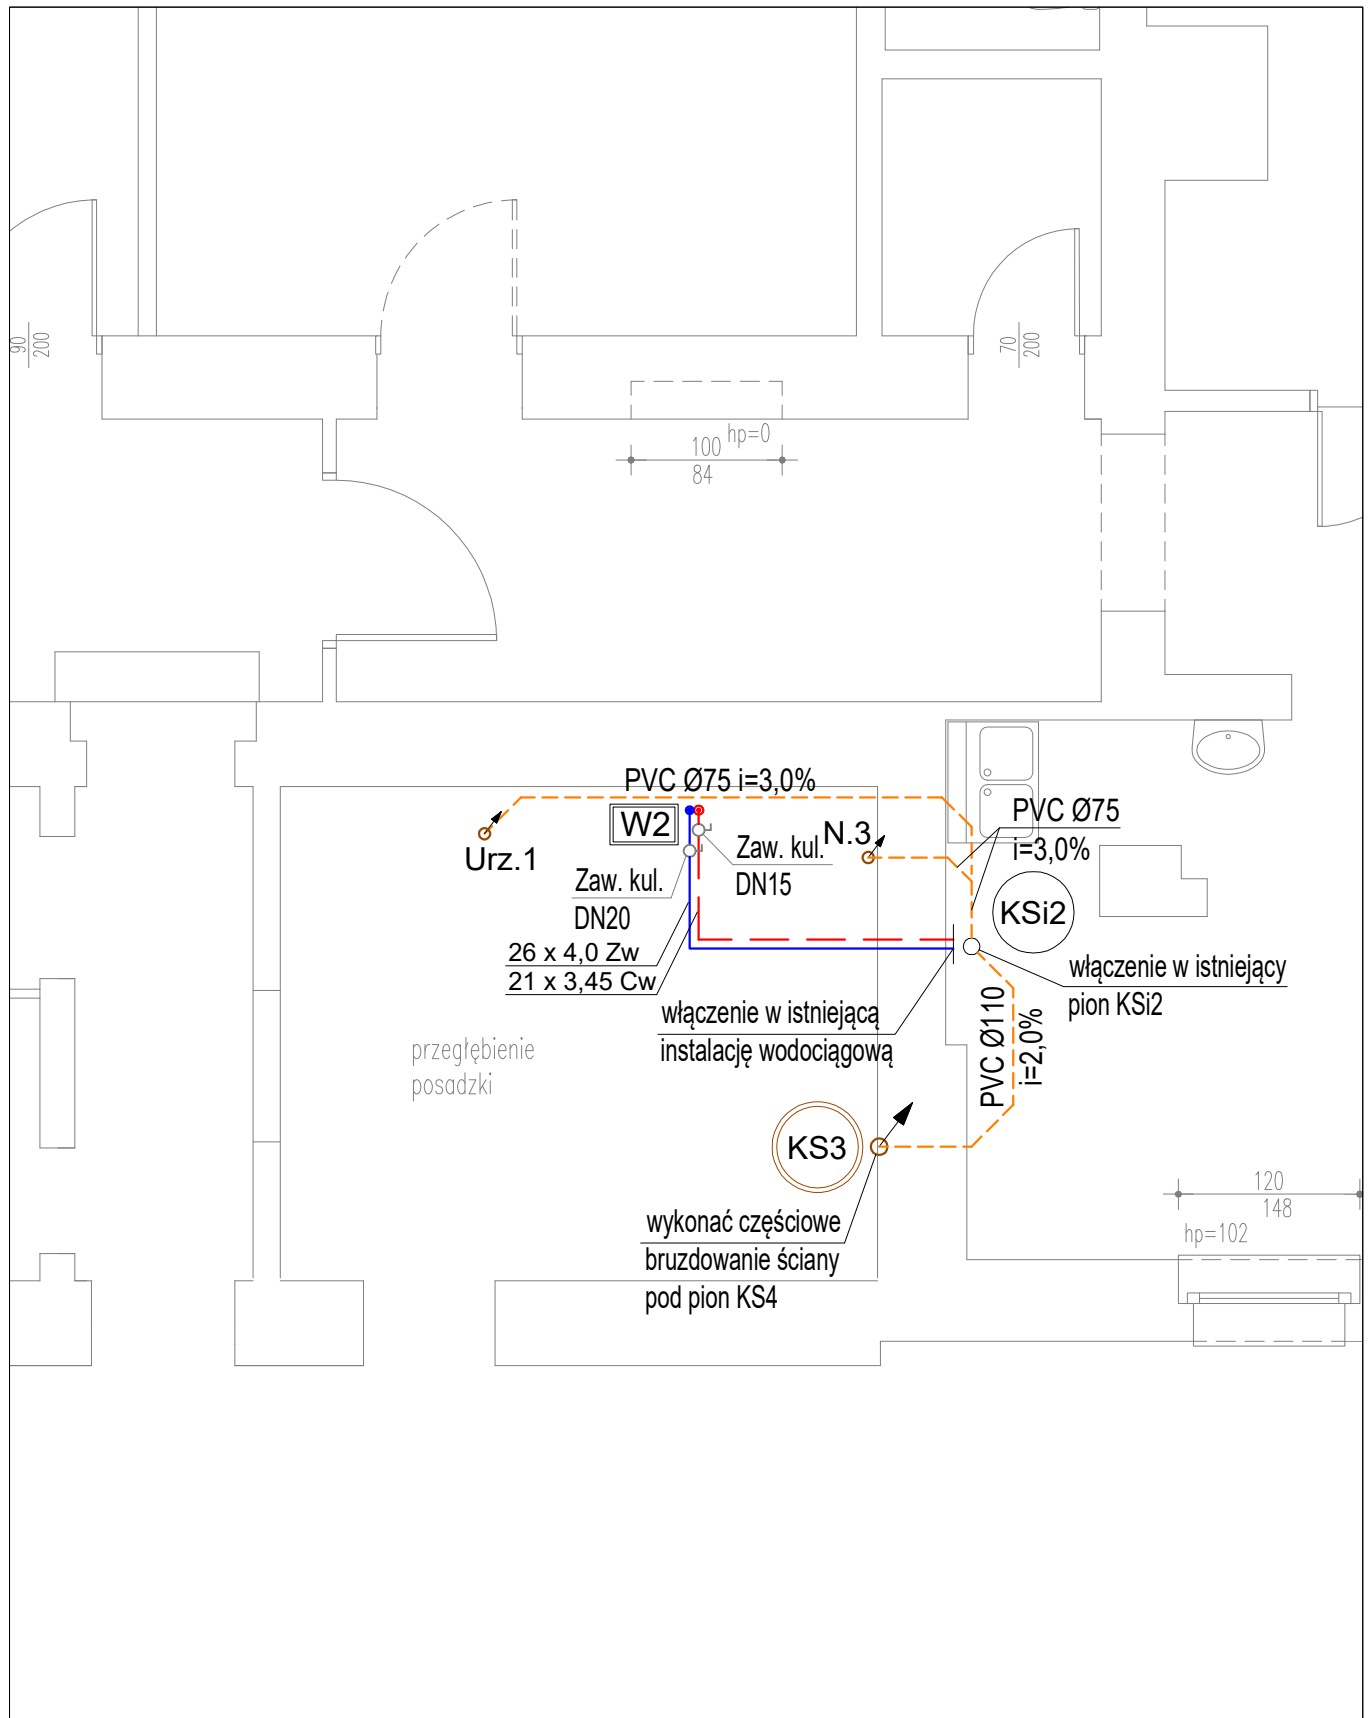 90
200
70
200
hp=0
100
84
PVC Ø75 i=3,0%
W2
Urz.1
Zaw. kul.
DN15
N.3
PVC Ø75
i=3,0%
Zaw. kul.
DN20
KSi2
26 x 4,0 Zw
21 x 3,45 Cw
włączenie w istniejący
pion KSi2
włączenie w istniejącą
instalację wodociągową
PVC Ø110
i=2,0%
przegłębienie
posadzki
KS3
120
148
hp=102
wykonać częściowe
bruzdowanie ściany
pod pion KS4